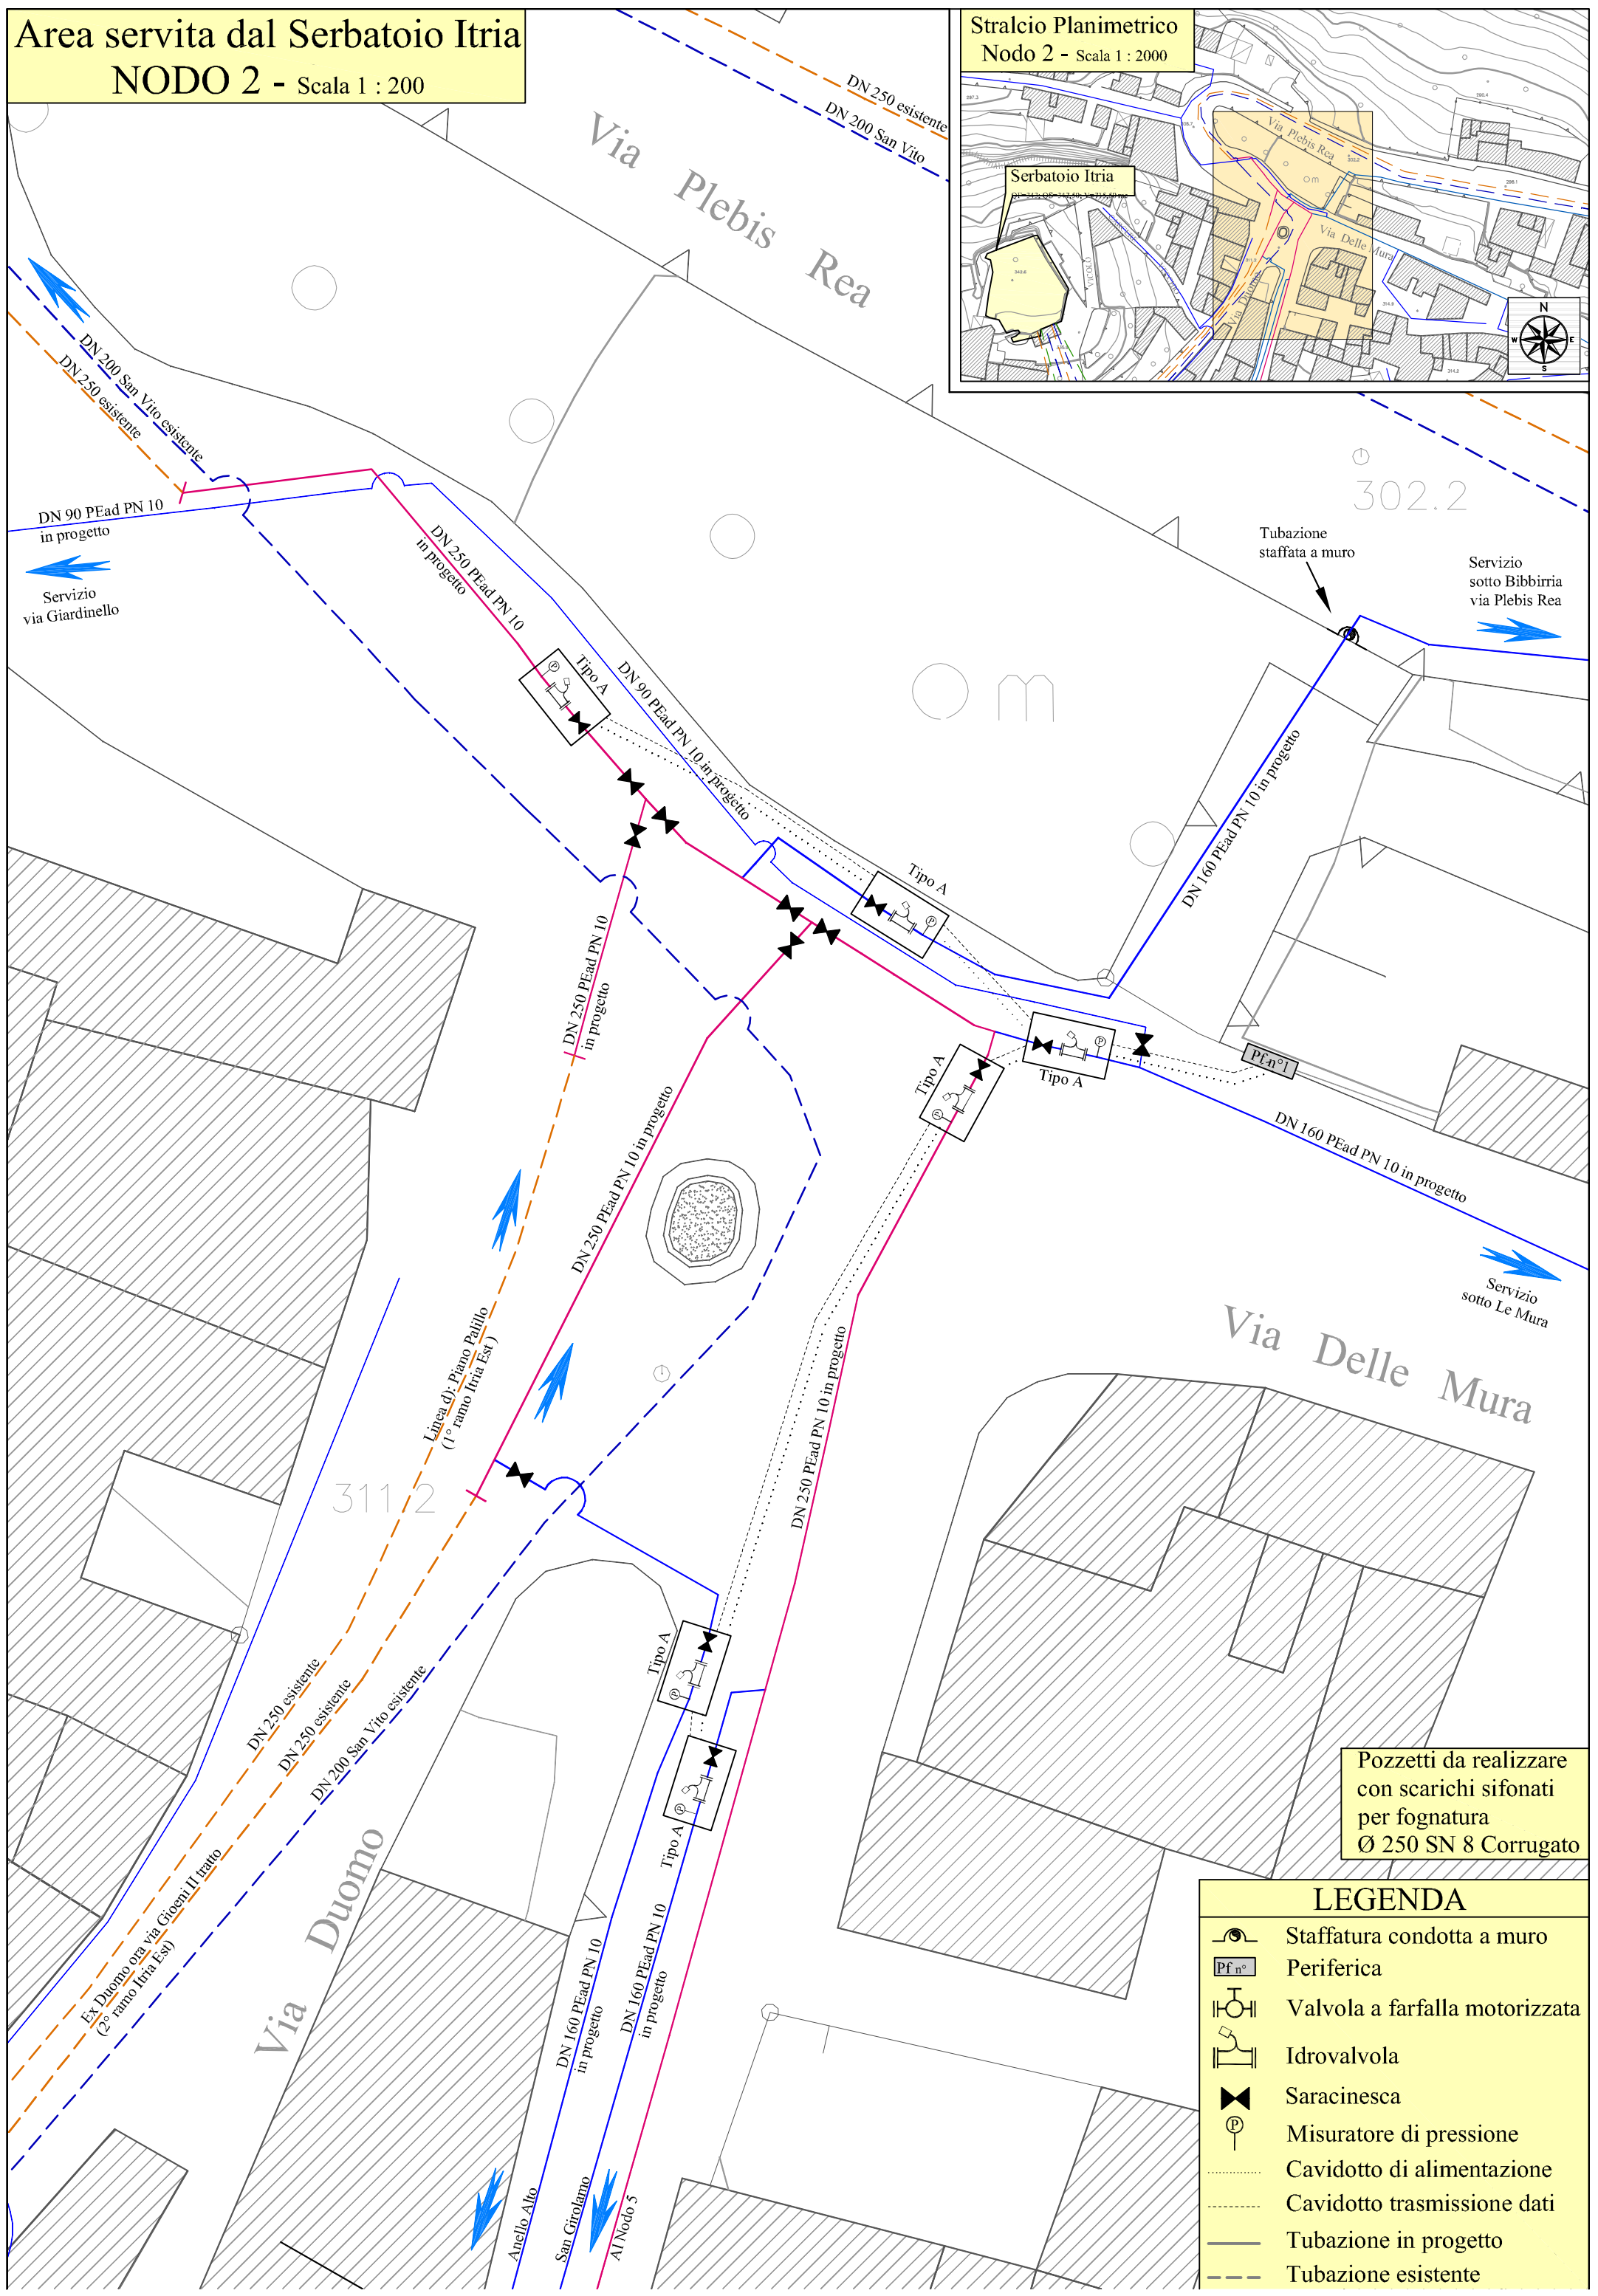 Area servita dal Serbatoio Itria
NODO 2 - Scala 1 : 200
Stralcio Planimetrico
Nodo 2 - Scala 1 : 2000
Serbatoio Itria
Via Plebis Rea
Via Delle Mura
Via Duomo
N
W
E
S
DN 250 esistente
DN 200 San Vito
Via Plebis Rea
DN 200 San Vito esistente
DN 250 esistente
DN 90 PEad PN 10
in progetto
Servizio
via Giardinello
DN 250 PEad PN 10
in progetto
302.2
Tubazione
staffata a muro
Servizio
sotto Bibbirria
via Plebis Rea
P
Tipo A
DN 90 PEad PN 10 in progetto
Om
DN 160 PEad PN 10 in progetto
Tipo A
P
DN 250 PEad PN 10
in progetto
Tipo A
P
Tipo A
P
Pf n°1
DN 250 PEad PN 10 in progetto
DN 160 PEad PN 10 in progetto
Servizio
sotto Le Mura
Via Delle Mura
Linea d): Piano Palillo
(1° ramo Itria Est )
DN 250 PEad PN 10 in progetto
311.2
Tipo A
P
DN 250 esistente
DN 250 esistente
DN 200 San Vito esistente
P
Tipo A
Pozzetti da realizzare
con scarichi sifonati
per fognatura
Ø 250 SN 8 Corrugato
Via Duomo
Ex Duomo ora via Gioeni II tratto
(2° ramo Itria Est)
DN 160 PEad PN 10
in progetto
DN 160 PEad PN 10
in progetto
Anello Alto
San Girolamo
Al Nodo 5
LEGENDA
Staffatura condotta a muro
Pf n° Periferica
Valvola a farfalla motorizzata
Idrovalvola
Saracinesca
P Misuratore di pressione
Cavidotto di alimentazione
Cavidotto trasmissione dati
Tubazione in progetto
Tubazione esistente